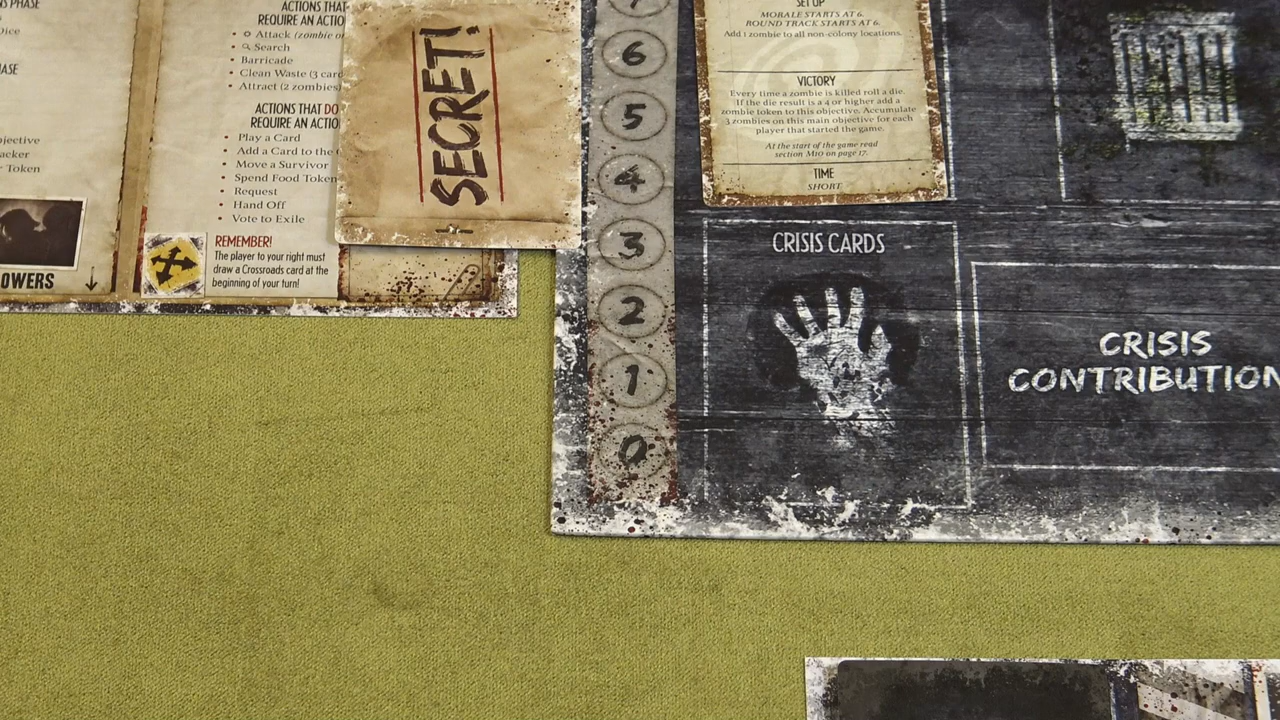 NS PHASE
Dice
ASE
jective
acker
r Token
OWERS
ACTIONS THAT
REQUIRE AN ACTIO
Attack (zombie or
Search
Barricade
Clean Waste (3 card
Attract (2 zombies)
ACTIONS THAT DO
REQUIRE AN ACTIO
Play a Card
Add a Card to the C
Move a Survivor
Spend Food Token
Request
Hand Off
Vote to Exile
REMEMBER!
The player to your right must
draw a Crossroads card at the
beginning of your turn!
SECRET!
7
6
5
4
3
2
1
0
SET UP
MORALE STARTS AT 6.
ROUND TRACK STARTS AT 6.
Add 1 zombie to all non-colony locations.
VICTORY
Every time a zombie is killed roll a die.
If the die result is a 4 or higher add a
zombie token to this objective. Accumulate
3 zombies on this main objective for each
player that started the game.
At the start of the game read
section M10 on page 17.
TIME
SHORT
CRISIS CARDS
CRISIS
CONTRIBUTION